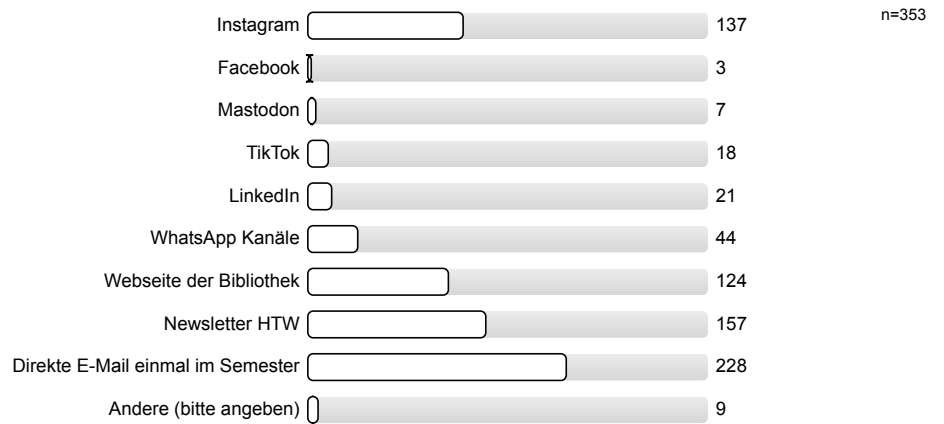 Instagram 137 n=353
Facebook 3
Mastodon 7
TikTok 18
LinkedIn 21
WhatsApp Kanäle 44
Webseite der Bibliothek 124
Newsletter HTW 157
Direkte E-Mail einmal im Semester 228
Andere (bitte angeben) 9